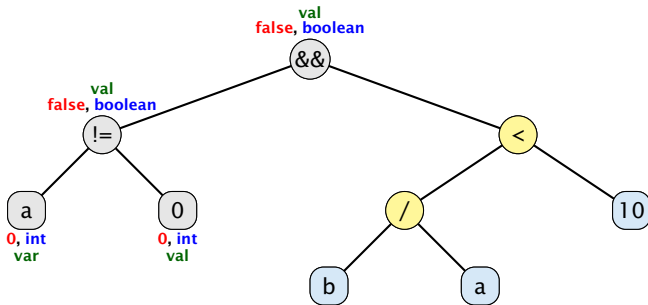 val
false, boolean
&&
val
false, boolean
!=
<
a
0
/
10
0, int
var
0, int
val
b
a